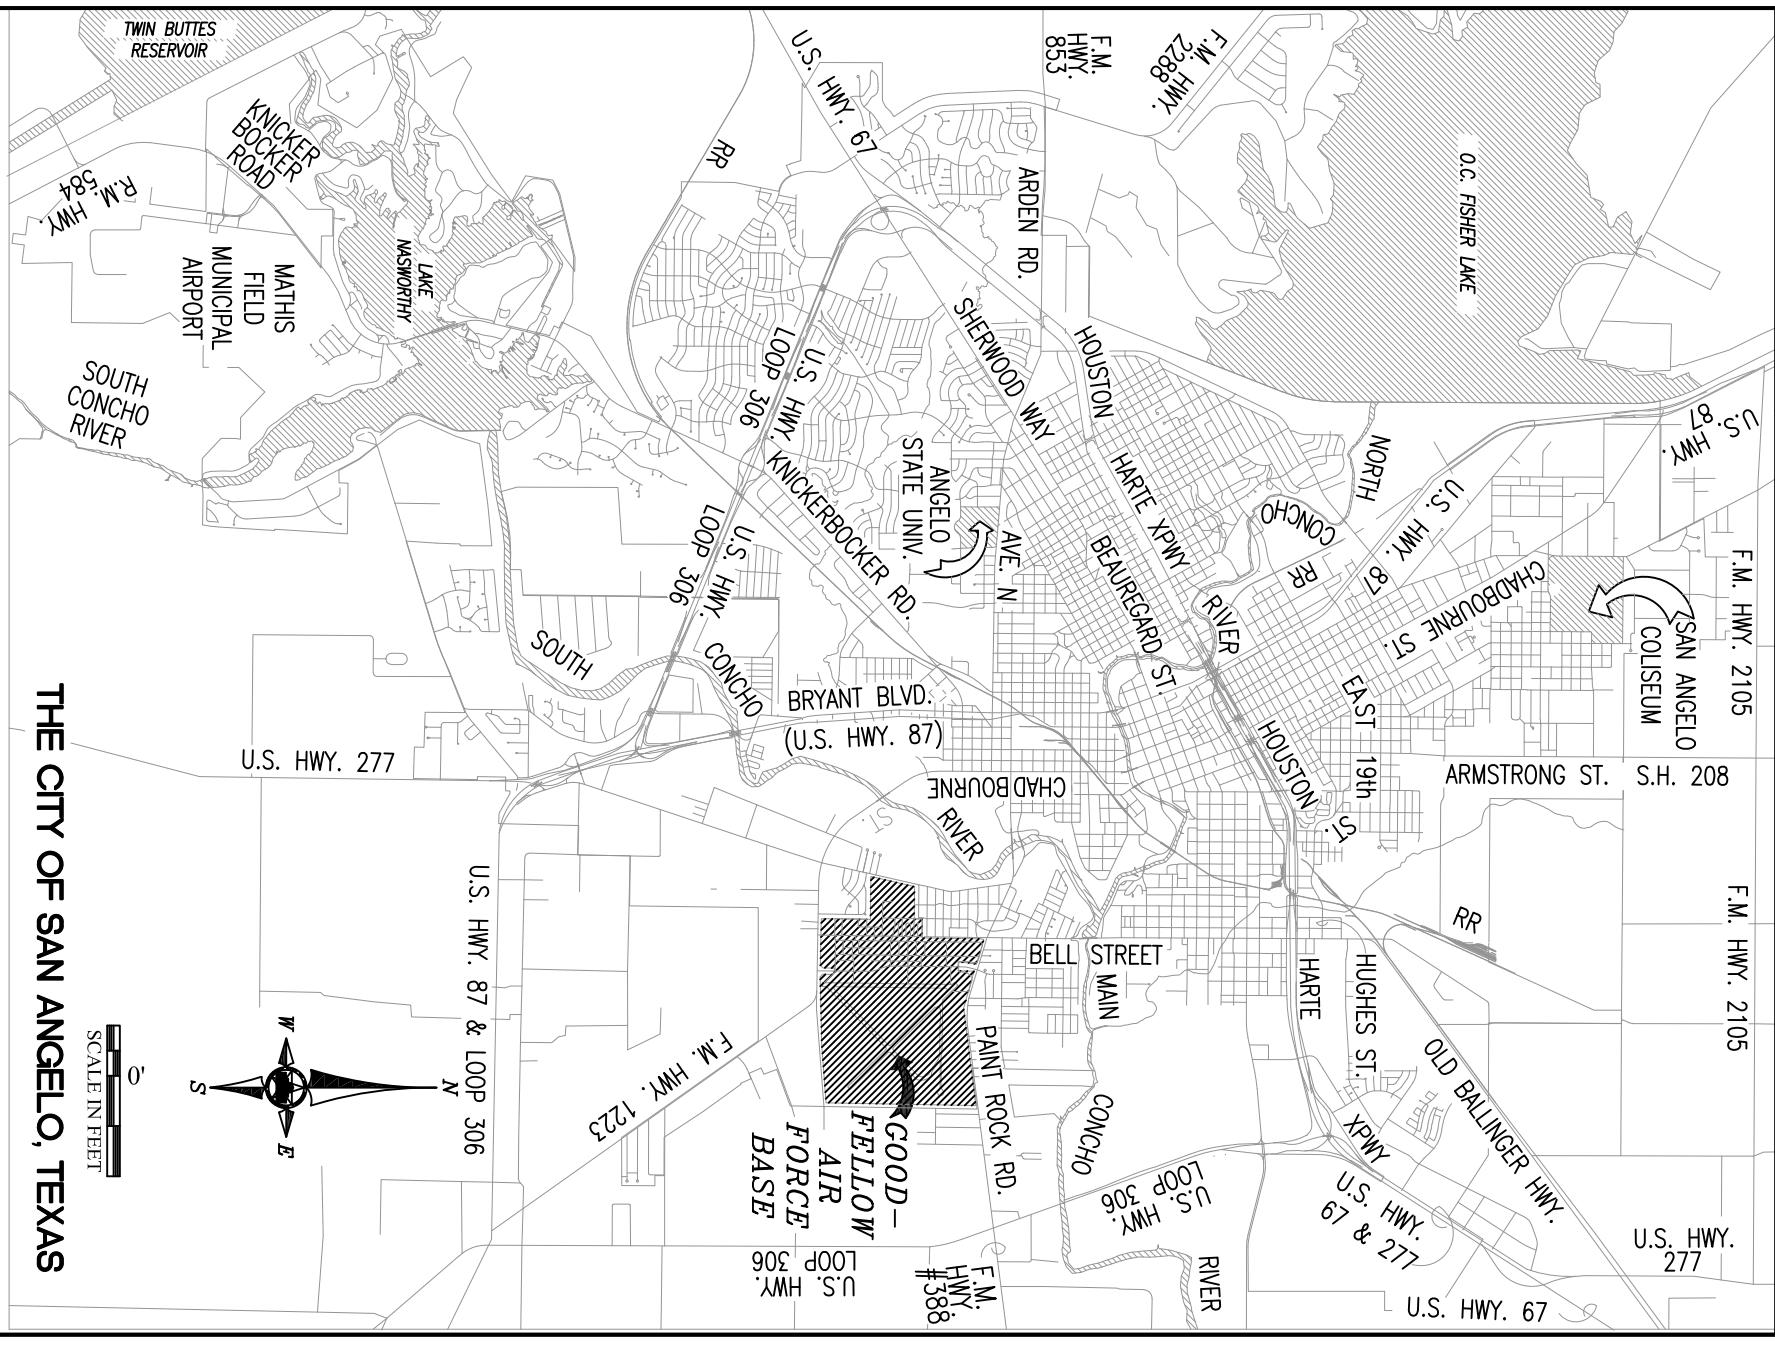 TWIN BUTTES
RESERVOIR
KNICKER
BOCKER
ROAD
R.M. HWY.
584
MATHIS
FIELD
MUNICIPAL
AIRPORT
LAKE
NASWORTHY
SOUTH
CONCHO
RIVER
RR
U.S. HWY. 67
F.M.
HWY.
853
F.M. HWY.
2288
O.C. FISHER LAKE
ARDEN RD.
SHERWOOD WAY
HOUSTON
HARTE XPWY
U.S. HWY.
LOOP 306
KNICKERBOCKER RD.
ANGELO
STATE UNIV.
AVE. N
BEAUREGARD ST.
NORTH
CONCHO
RIVER
RR
U.S. HWY. 87
U.S. HWY.
87
CHADBOURNE
ST.
SAN ANGELO
COLISEUM
F.M. HWY. 2105
U.S. HWY.
LOOP 306
SOUTH
CONCHO
RIVER
BRYANT BLVD.
(U.S. HWY. 87)
CHADBOURNE
ST.
EAST
19th
ST.
HOUSTON
ARMSTRONG ST.
S.H. 208
U.S. HWY. 277
U.S. HWY. 87 & LOOP 306
F.M. HWY. 2105
RR
BELL STREET
MAIN
CONCHO
RIVER
HARTE
XPWY
HUGHES ST.
OLD BALLINGER HWY.
PAINT ROCK RD.
F.M. HWY. 1223
GOOD-
FELLOW
AIR
FORCE
BASE
U.S. HWY.
LOOP 306
U.S. HWY.
LOOP 306
F.M.
HWY.
#388
U.S. HWY.
67 & 277
U.S. HWY.
277
U.S. HWY. 67
N
W
E
S
0'
SCALE IN FEET
THE CITY OF SAN ANGELO, TEXAS